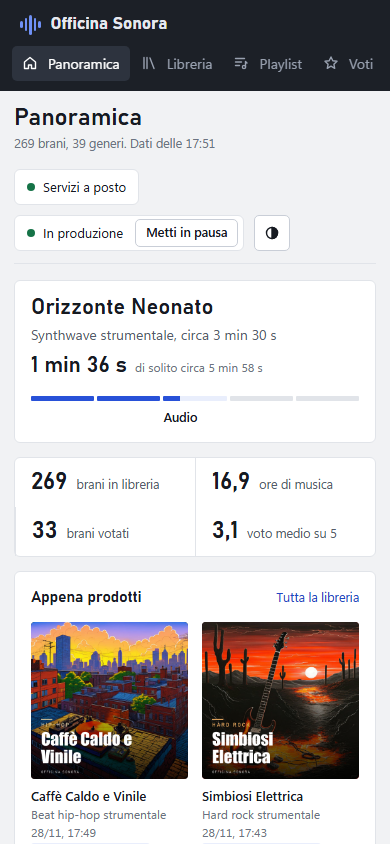 Officina Sonora
Panoramica Libreria Playlist Voti
Panoramica
269 brani, 39 generi. Dati delle 17:51
Servizi a posto
In produzione Metti in pausa
Orizzonte Neonato
Synthwave strumentale, circa 3 min 30 s
1 min 36 s di solito circa 5 min 58 s
Audio
269 brani in libreria 16,9 ore di musica
33 brani votati 3,1 voto medio su 5
Appena prodotti Tutta la libreria
HIP-HOP
Caffè Caldo e
Vinile
OFFICINA SONORA
HARD ROCK
Simbiosi
Elettrica
OFFICINA SONORA
Caffè Caldo e Vinile Simbiosi Elettrica
Beat hip-hop strumentale Hard rock strumentale
28/11, 17:49 28/11, 17:43